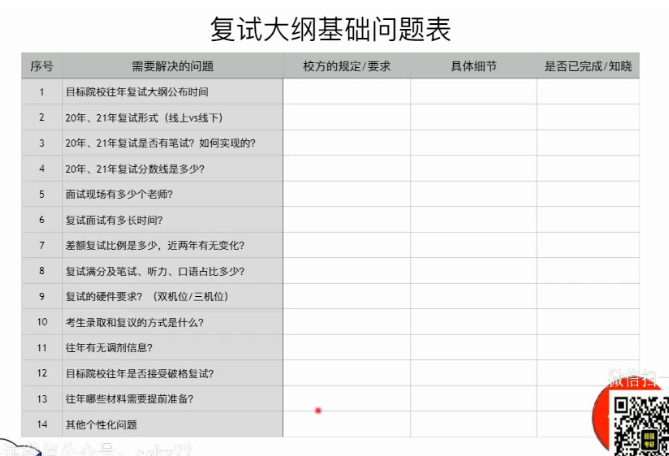 复试大纲基础问题表
序号 需要解决的问题 校方的规定/要求 具体细节 是否已完成/知晓
1 目标院校往年复试大纲公布时间
2 20年、21年复试形式（线上vs线下）
3 20年、21年复试是否有笔试？如何实现的？
4 20年、21年复试分数线是多少？
5 面试现场有多少个老师？
6 复试面试有多长时间？
7 差额复试比例是多少，近两年有无变化？
8 复试满分及笔试、听力、口语占比多少？
9 复试的硬件要求？（双机位/三机位）
10 考生录取和复议的方式是什么？
11 往年有无调剂信息？
12 目标院校往年是否接受破格复试？
13 往年哪些材料需要提前准备？
14 其他个性化问题
微信扫一